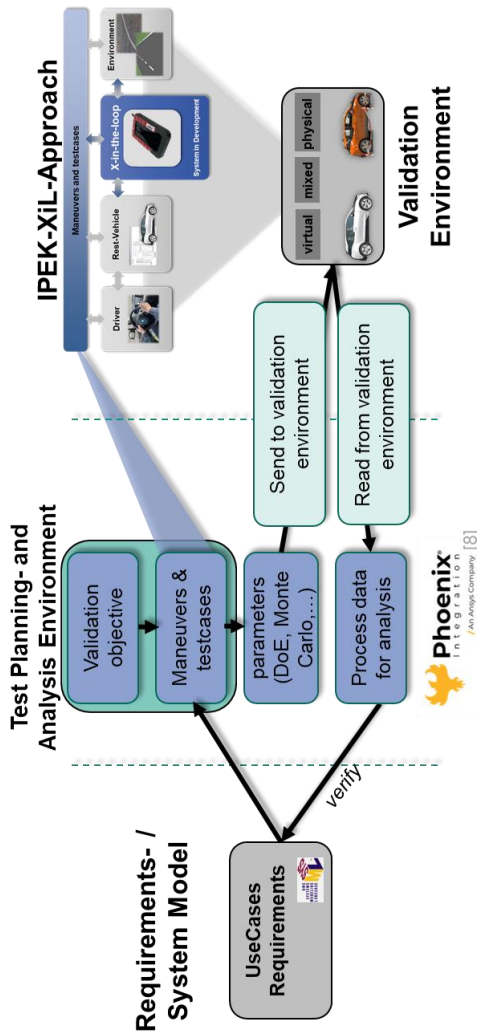 Requirements- /
System Model
UseCases
Requirements
verify
Test Planning- and
Analysis Environment
Validation
objective
Maneuvers &
testcases
parameters
(DoE, Monte
Carlo,…)
Process data
for analysis
Phoenix®
Integration
/ An Ansys Company
[8]
Send to validation
environment
Read from validation
environment
IPEK-XiL-Approach
Maneuvers and testcases
Driver
Rest-Vehicle
X-in-the-loop
System in Development
Environment
virtual
mixed
physical
Validation
Environment